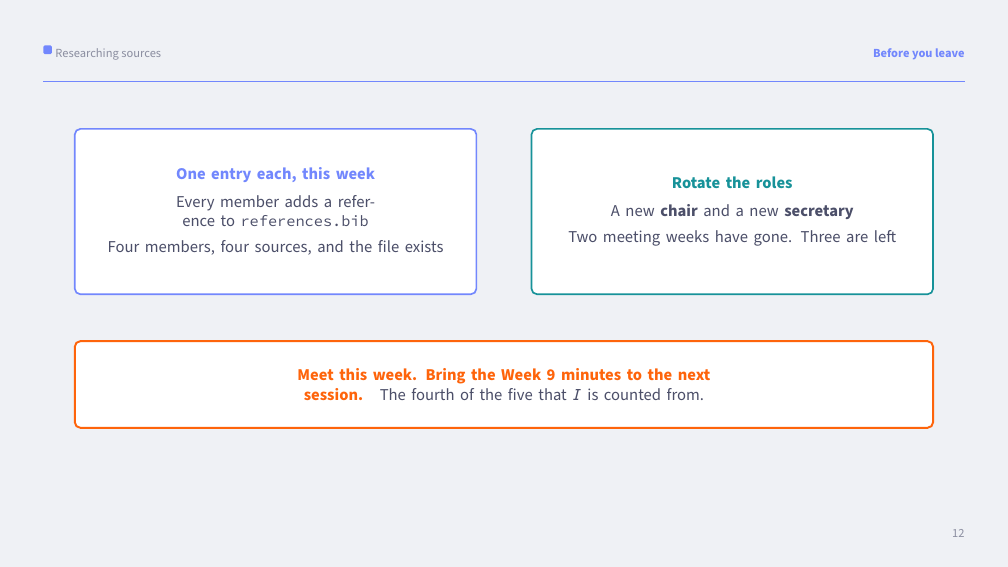 Researching sources
Before you leave
One entry each, this week
Every member adds a refer-
ence to references.bib
Four members, four sources, and the file exists
Rotate the roles
A new chair and a new secretary
Two meeting weeks have gone. Three are left
Meet this week. Bring the Week 9 minutes to the next
session. The fourth of the five that I is counted from.
12